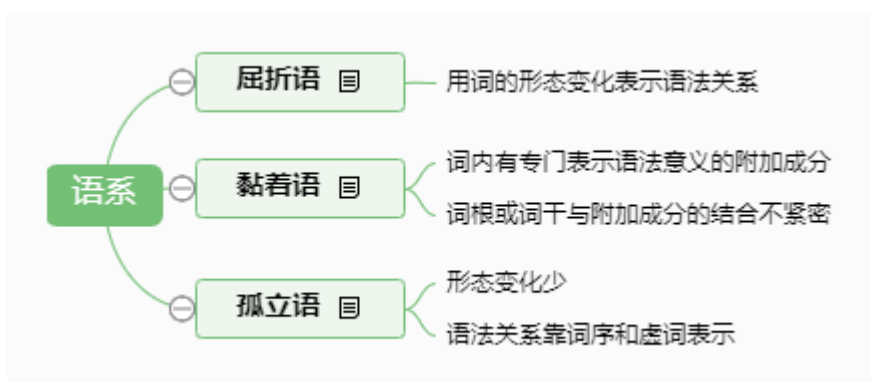 语系
屈折语
用词的形态变化表示语法关系
黏着语
词内有专门表示语法意义的附加成分
词根或词干与附加成分的结合不紧密
孤立语
形态变化少
语法关系靠词序和虚词表示